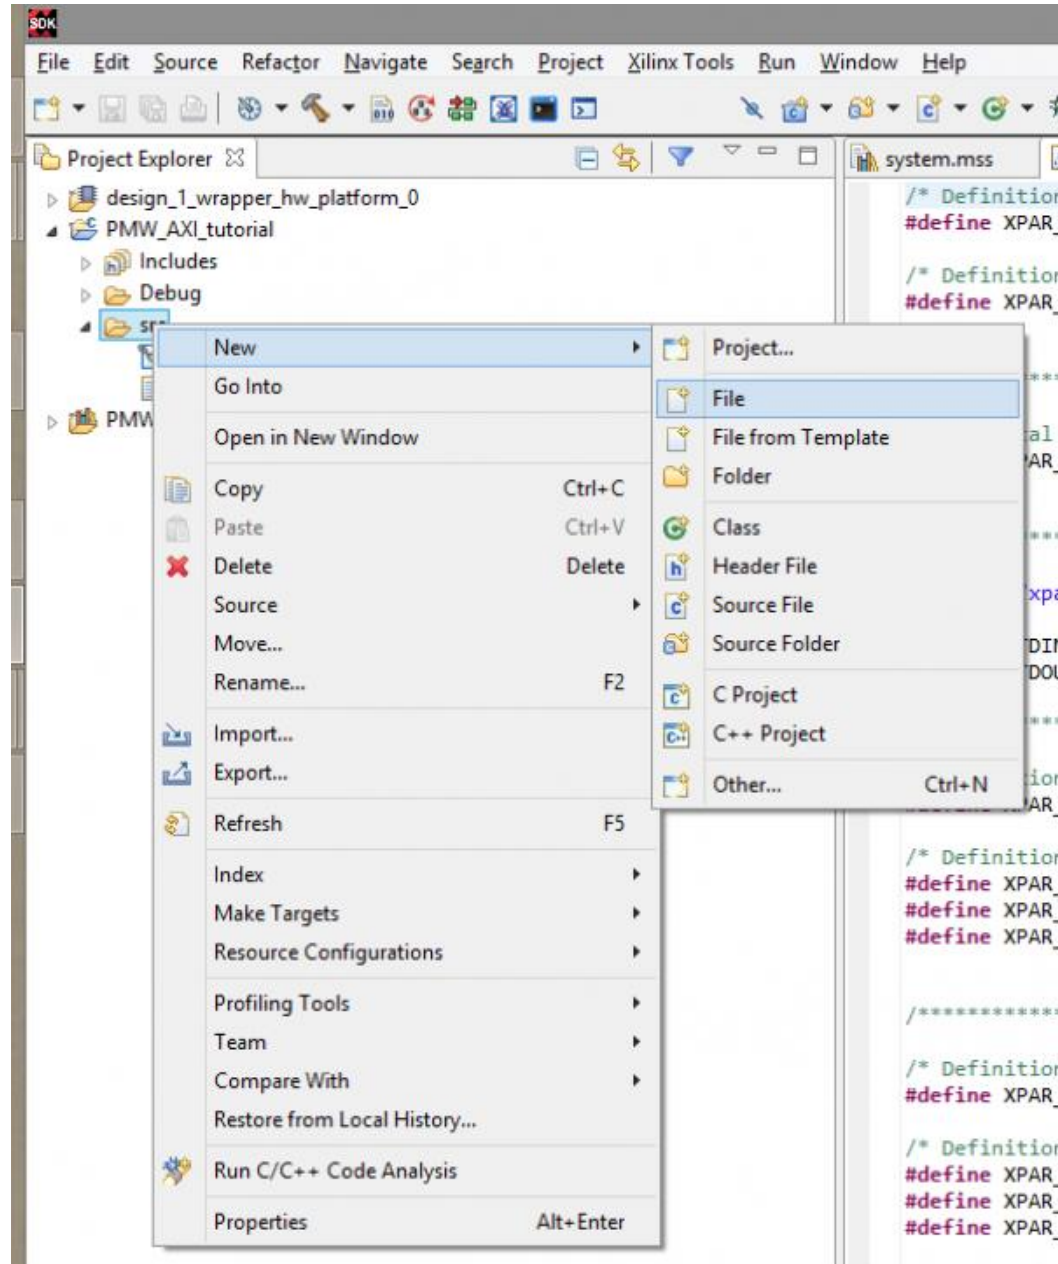 SDK
File Edit Source Refactor Navigate Search Project Xilinx Tools Run Window Help
Project Explorer
system.mss
design_1_wrapper_hw_platform_0
PMW_AXI_tutorial
Includes
Debug
PMW
New
Go Into
Open in New Window
Copy Ctrl+C
Paste Ctrl+V
Delete Delete
Source
Move...
Rename... F2
Import...
Export...
Refresh F5
Index
Make Targets
Resource Configurations
Profiling Tools
Team
Compare With
Restore from Local History...
Run C/C++ Code Analysis
Properties Alt+Enter
Project...
File
File from Template
Folder
Class
Header File
Source File
Source Folder
C Project
C++ Project
Other... Ctrl+N
/* Definition
#define XPAR_
/* Definition
#define XPAR_
/* Definition
#define XPAR_
#define XPAR_
#define XPAR_
/*************
/* Definition
#define XPAR_
/* Definition
#define XPAR_
#define XPAR_
#define XPAR_